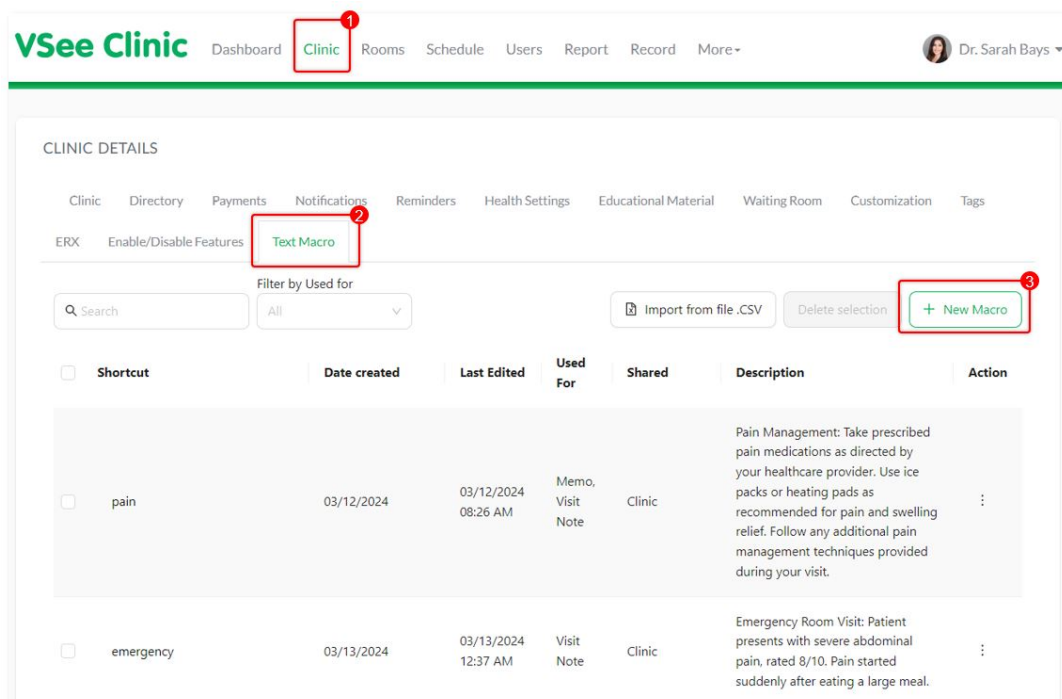 1
VSee Clinic Dashboard Clinic Rooms Schedule Users Report Record More Dr. Sarah Bays
CLINIC DETAILS
Clinic Directory Payments Notifications Reminders Health Settings Educational Material Waiting Room Customization Tags
2
ERX Enable/Disable Features Text Macro
Filter by Used for
3
Search All Import from file .CSV Delete selection + New Macro
Shortcut Date created Last Edited Used For Shared Description Action
pain 03/12/2024 03/12/2024 08:26 AM Memo, Visit Note Clinic
Pain Management: Take prescribed
pain medications as directed by
your healthcare provider. Use ice
packs or heating pads as
recommended for pain and swelling
relief. Follow any additional pain
management techniques provided
during your visit.
emergency 03/13/2024 03/13/2024 12:37 AM Visit Note Clinic
Emergency Room Visit: Patient
presents with severe abdominal
pain, rated 8/10. Pain started
suddenly after eating a large meal.